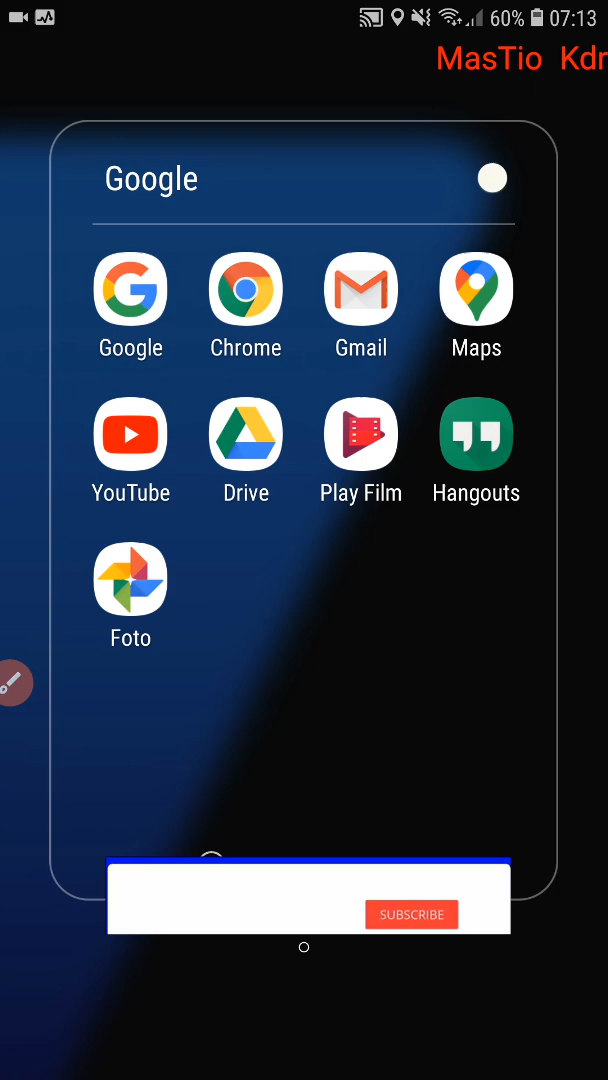 60% 07:13
MasTio Kdr
Google
Google Chrome Gmail Maps
YouTube Drive Play Film Hangouts
Foto
SUBSCRIBE